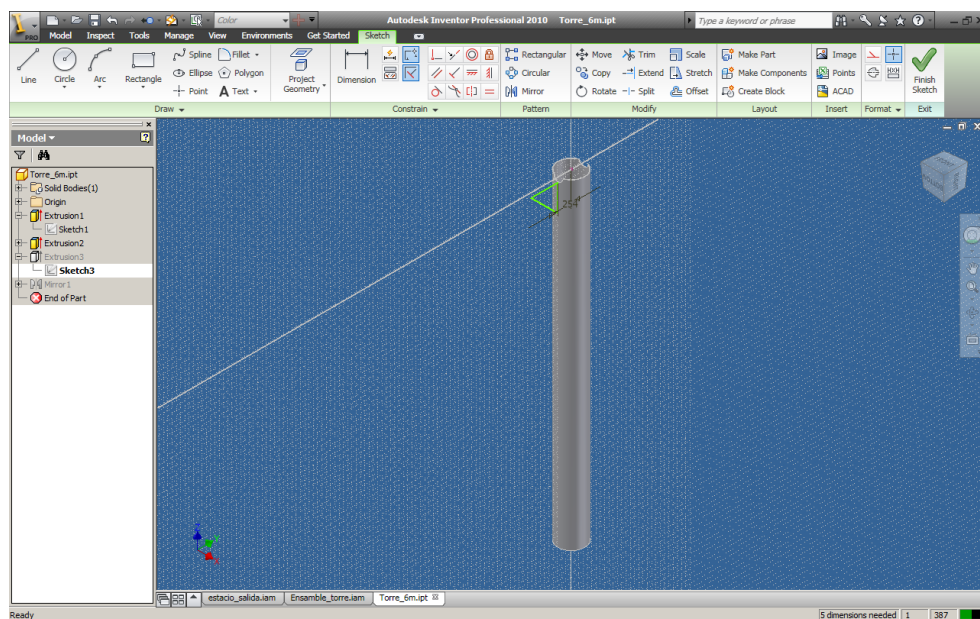 Color
Autodesk Inventor Professional 2010 Torre_6m.ipt
Type a keyword or phrase
PRO
Model Inspect Tools Manage View Environments Get Started Sketch
Line
Circle
Arc
Rectangle
Spline
Fillet
Ellipse
Polygon
Point
Text
Project
Geometry
Dimension
Rectangular
Circular
Mirror
Move
Trim
Scale
Copy
Extend
Stretch
Rotate
Split
Offset
Make Part
Make Components
Create Block
Image
Points
ACAD
Finish
Sketch
Draw
Constrain
Pattern
Modify
Layout
Insert
Format
Exit
Model
Torre_6m.ipt
Solid Bodies(1)
Origin
Extrusion1
Sketch1
Extrusion2
Extrusion3
Sketch3
Mirror1
End of Part
254
Z
Y
X
estacio_salida.iam
Ensamble_torre.iam
Torre_6m.ipt
Ready
5 dimensions needed 1 387